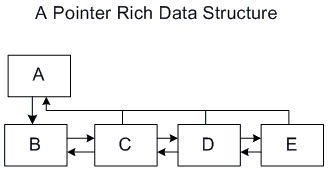 A Pointer Rich Data Structure
A
B C D E